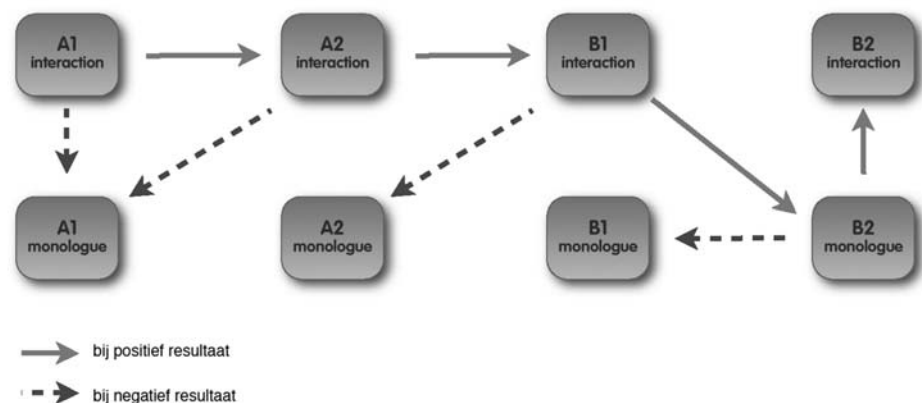 A1
interaction
A2
interaction
B1
interaction
B2
interaction
A1
monologue
A2
monologue
B1
monologue
B2
monologue
bij positief resultaat
bij negatief resultaat